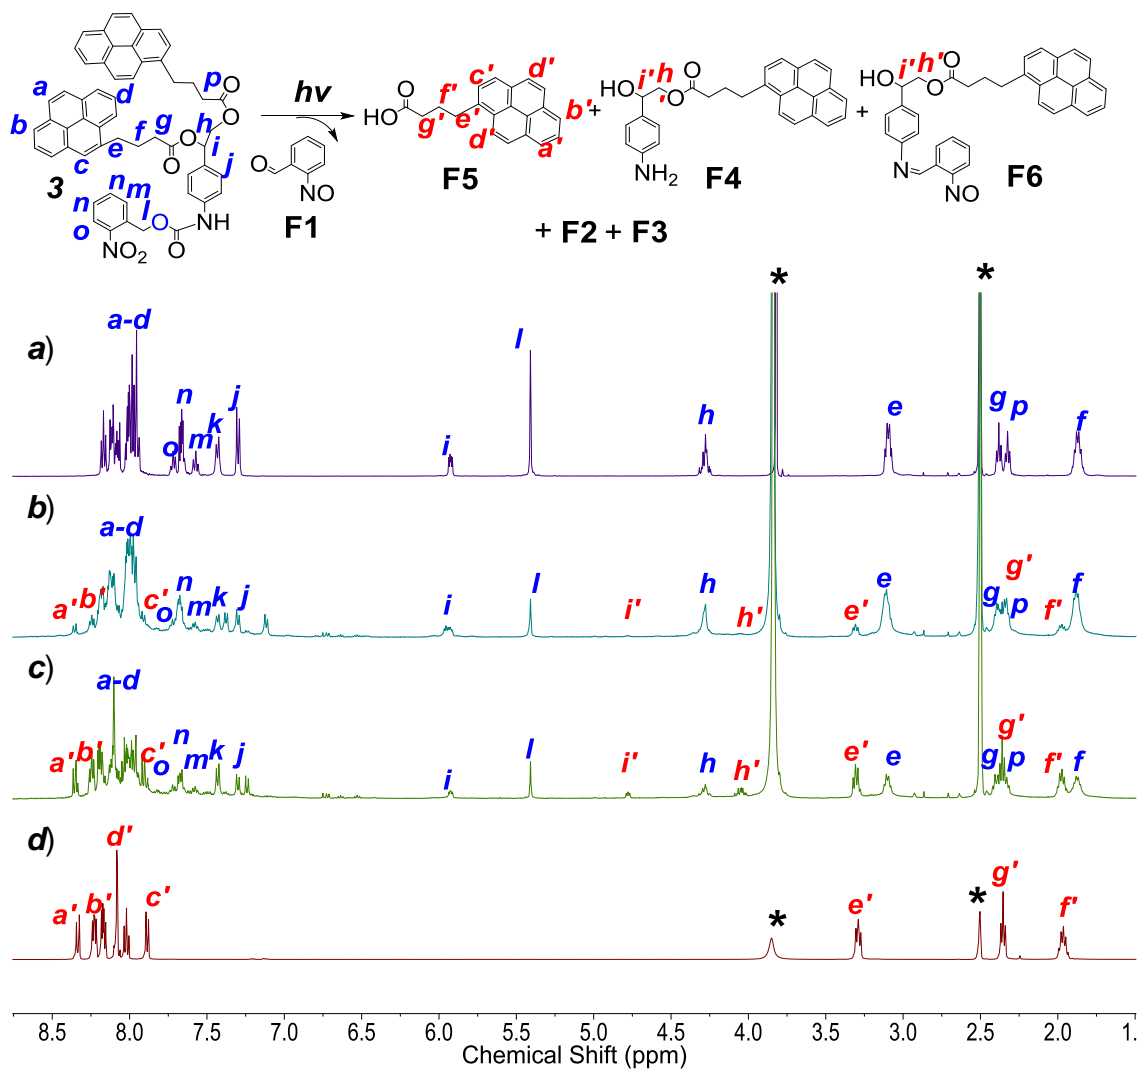 a
b
c
d
e
f
g
p
h
i
j
O
O
O
O
3
n
n
m
l
o
O
O
NH
NO2
hv
O
NO
F1
HO
O
f'
g'
e'
c'
d'
b'
d'
a'
F5
+
HO
i'
h
'
O
O
NH2
F4
+
HO
i'
h'
O
O
N
NO
F6
+ F2 + F3
*
*
a)
a-d
o
n
m
k
j
i
l
h
e
g
p
f
b)
a'
b'
a-d
c'
o
n
m
k
j
i
l
i'
h
h'
e'
e
g
g'
p
f'
f
c)
a'
b'
a-d
c'
o
n
m
k
j
i
l
i'
h
h'
e'
e
g
g'
p
f'
f
d)
a'
b'
d'
c'
*
e'
*
g'
f'
8.5 8.0 7.5 7.0 6.5 6.0 5.5 5.0 4.5 4.0 3.5 3.0 2.5 2.0 1.
Chemical Shift (ppm)